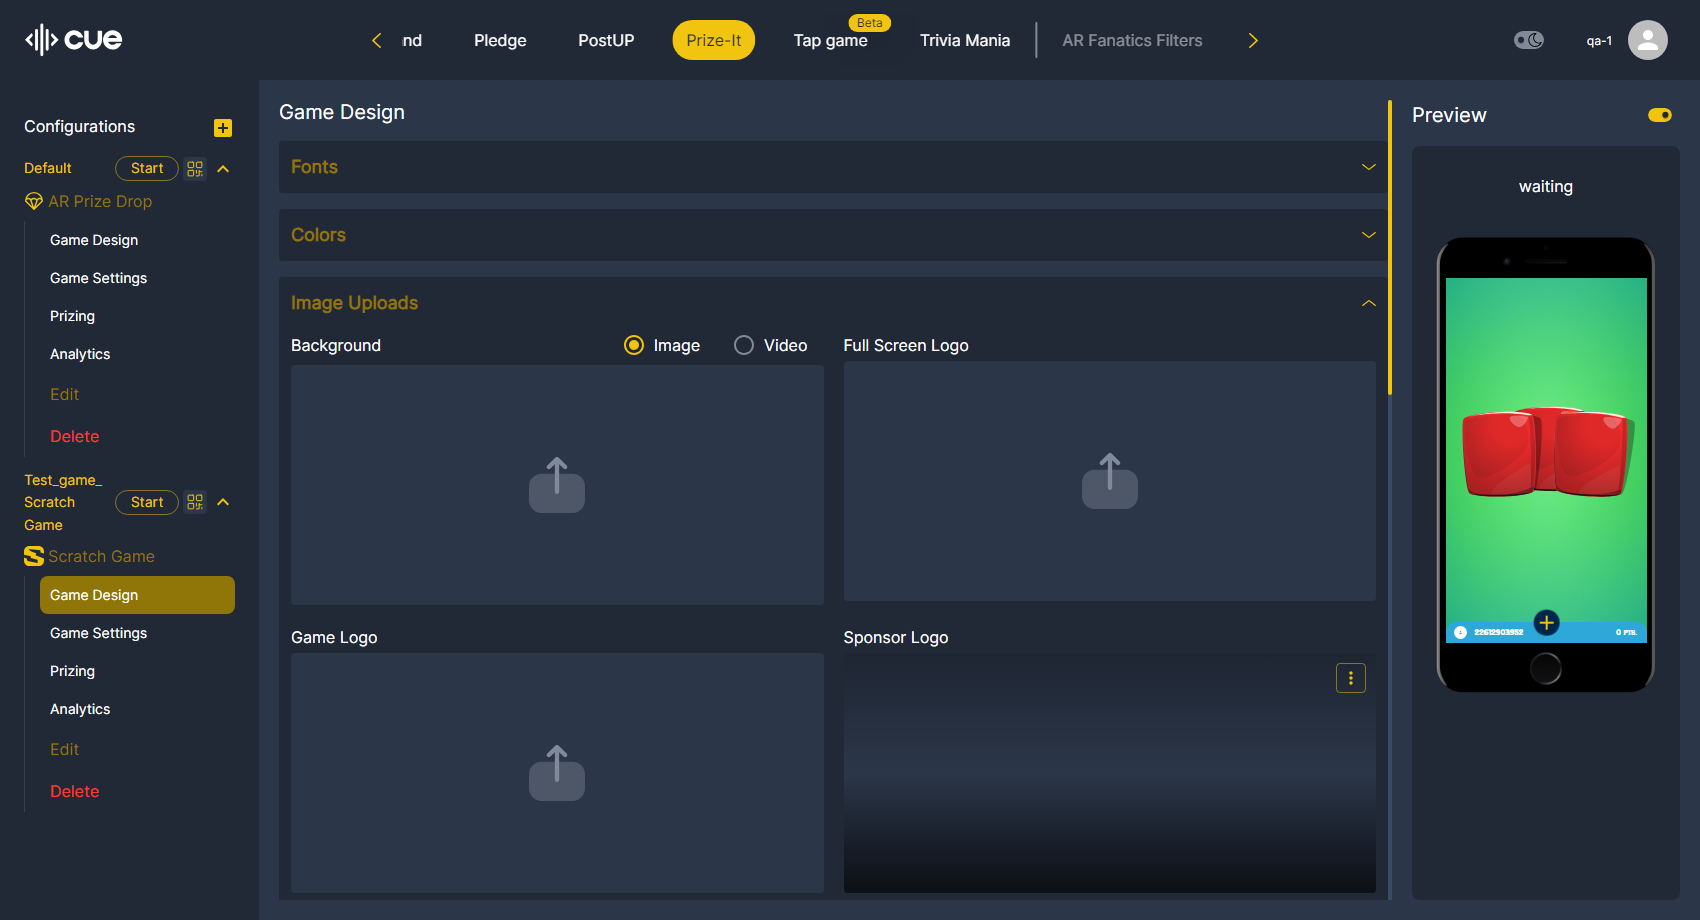 cue
nd
Pledge
PostUP
Prize-It
Tap game
Beta
Trivia Mania
AR Fanatics Filters
qa-1
Configurations
Default
Start
AR Prize Drop
Game Design
Game Settings
Prizing
Analytics
Edit
Delete
Test_game_
Scratch
Game
Start
Scratch Game
Game Design
Game Settings
Prizing
Analytics
Edit
Delete
Game Design
Fonts
Colors
Image Uploads
Background
Image
Video
Full Screen Logo
Game Logo
Sponsor Logo
Preview
waiting
22612903952
0 PTS.